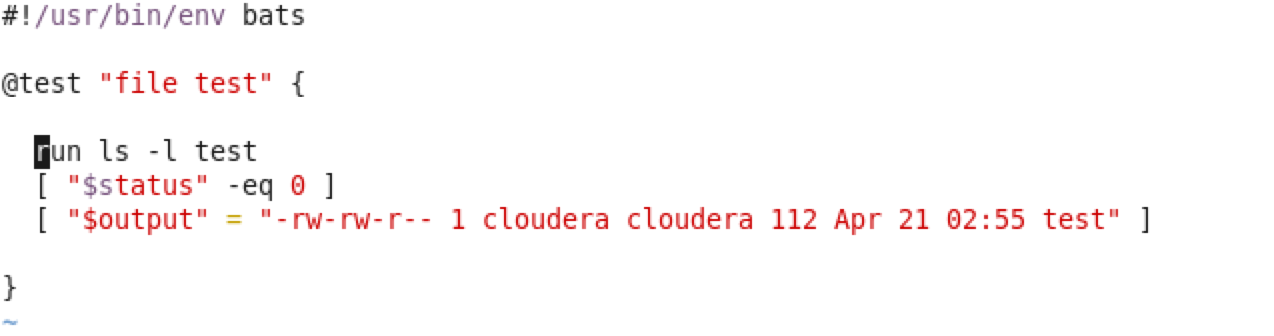 #!/usr/bin/env bats
@test "file test" {
run ls -l test
[ "$status" -eq 0 ]
[ "$output" = "-rw-rw-r-- 1 cloudera cloudera 112 Apr 21 02:55 test" ]
}
~